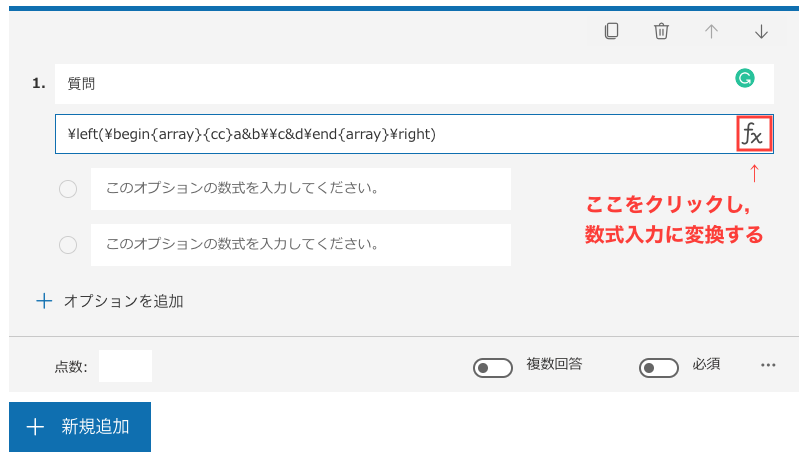 1. 質問
¥left(¥begin{array}{cc}a&b¥¥c&d¥end{array}¥right)
fx
↑
ここをクリックし,
数式入力に変換する
このオプションの数式を入力してください。
このオプションの数式を入力してください。
+ オプションを追加
点数: 複数回答 必須 ...
+ 新規追加